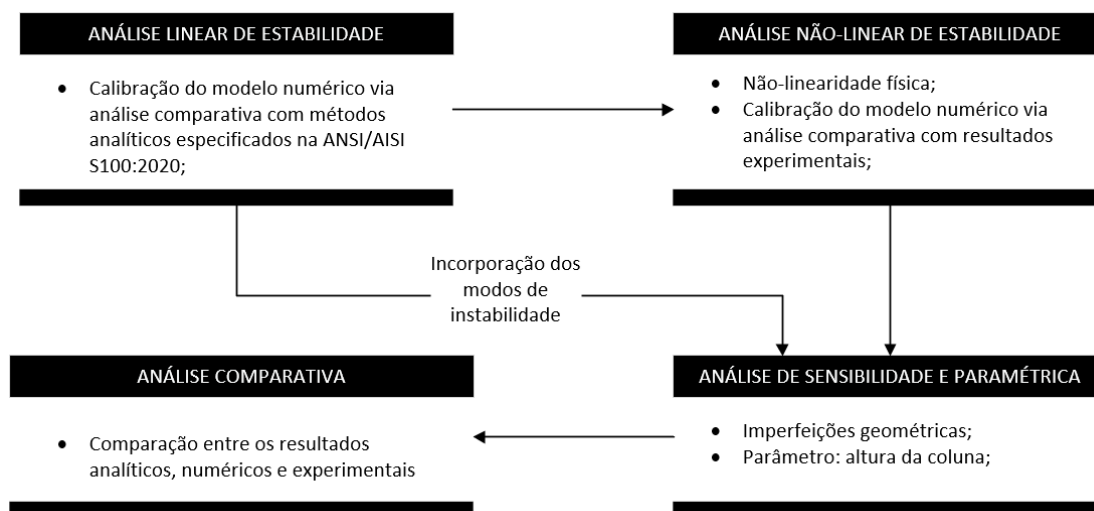 ANÁLISE LINEAR DE ESTABILIDADE
• Calibração do modelo numérico via
análise comparativa com métodos
analíticos especificados na ANSI/AISI
S100:2020;
ANÁLISE NÃO-LINEAR DE ESTABILIDADE
• Não-linearidade física;
• Calibração do modelo numérico via
análise comparativa com resultados
experimentais;
Incorporação dos
modos de
instabilidade
ANÁLISE COMPARATIVA
• Comparação entre os resultados
analíticos, numéricos e experimentais
ANÁLISE DE SENSIBILIDADE E PARAMÉTRICA
• Imperfeições geométricas;
• Parâmetro: altura da coluna;